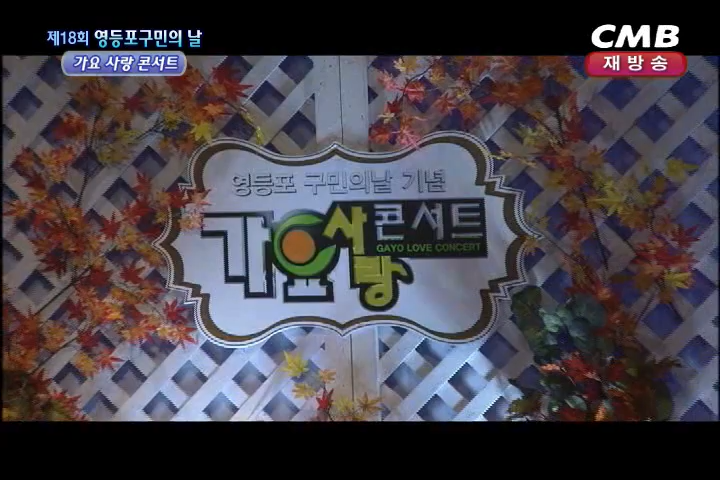 제18회 영등포구민의 날
가요 사랑 콘서트
CMB
재방송
영등포 구민의날 기념
가요사랑콘서트
GAYO LOVE CONCERT